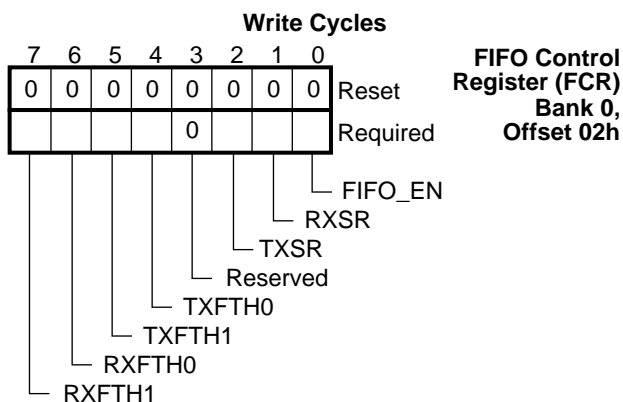 Write Cycles
7 6 5 4 3 2 1 0
0 0 0 0 0 0 0 0 Reset
0 Required
FIFO Control
Register (FCR)
Bank 0,
Offset 02h
FIFO_EN
RXSR
TXSR
Reserved
TXFTH0
TXFTH1
RXFTH0
RXFTH1